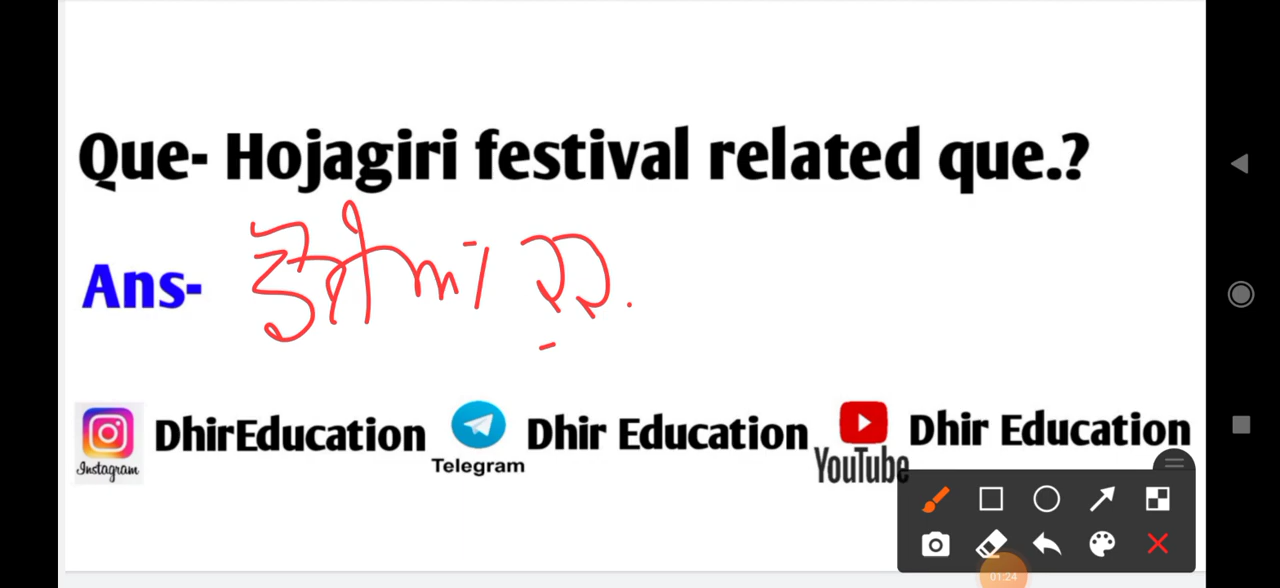 Que- Hojagiri festival related que.?
Ans-
DhirEducation Dhir Education Dhir Education
Instagram Telegram YouTube
01:24